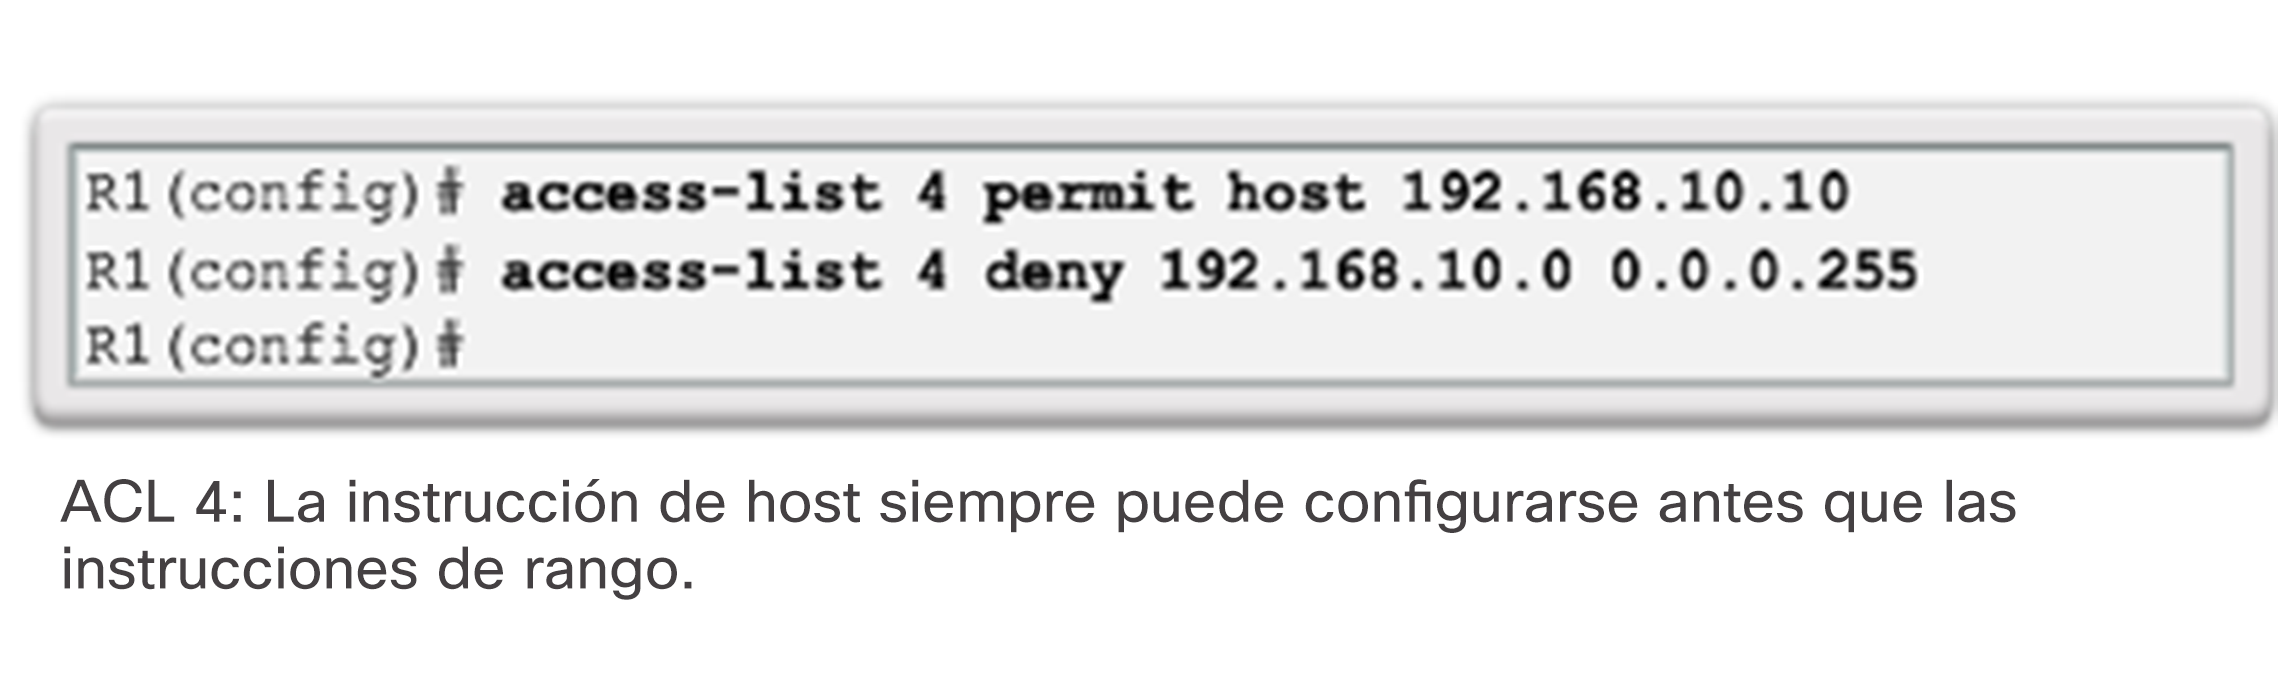 R1(config)# access-list 4 permit host 192.168.10.10
R1(config)# access-list 4 deny 192.168.10.0 0.0.0.255
R1(config)#
ACL 4: La instrucción de host siempre puede configurarse antes que las
instrucciones de rango.